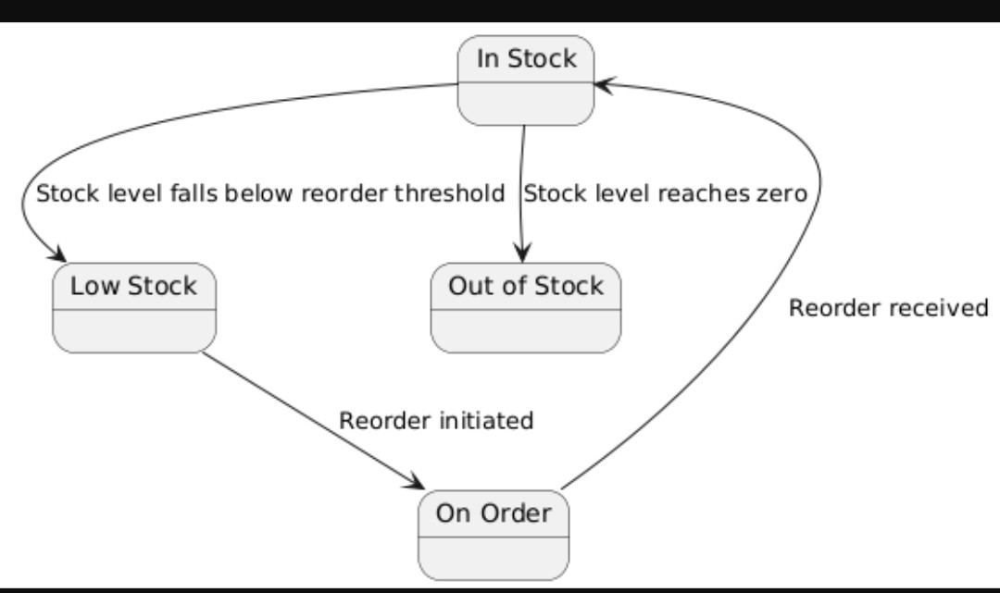 In Stock
Stock level falls below reorder threshold
Stock level reaches zero
Low Stock
Out of Stock
Reorder received
Reorder initiated
On Order